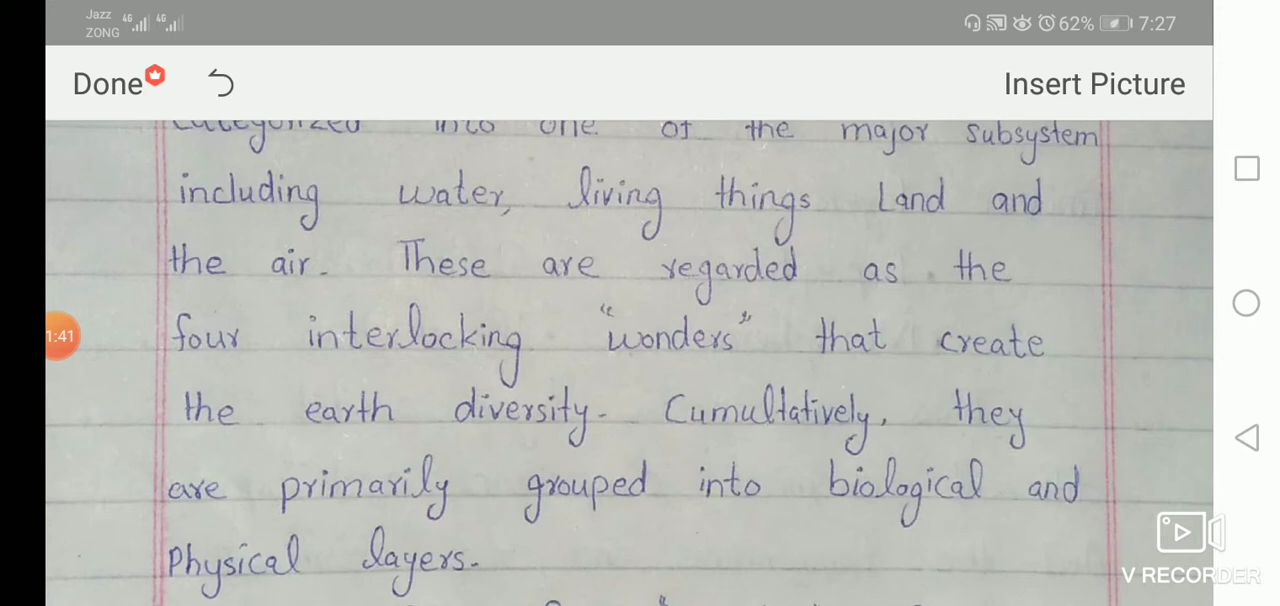 Jazz 4G 4G
ZONG
62% 7:27
Done
Insert Picture
categorized into one of the major subsystem
including water, living things Land and
the air. These are regarded as the
1:41
four interlocking "wonders" that create
the earth diversity. Cumultatively, they
are primarily grouped into biological and
Physical layers.
V RECORDER